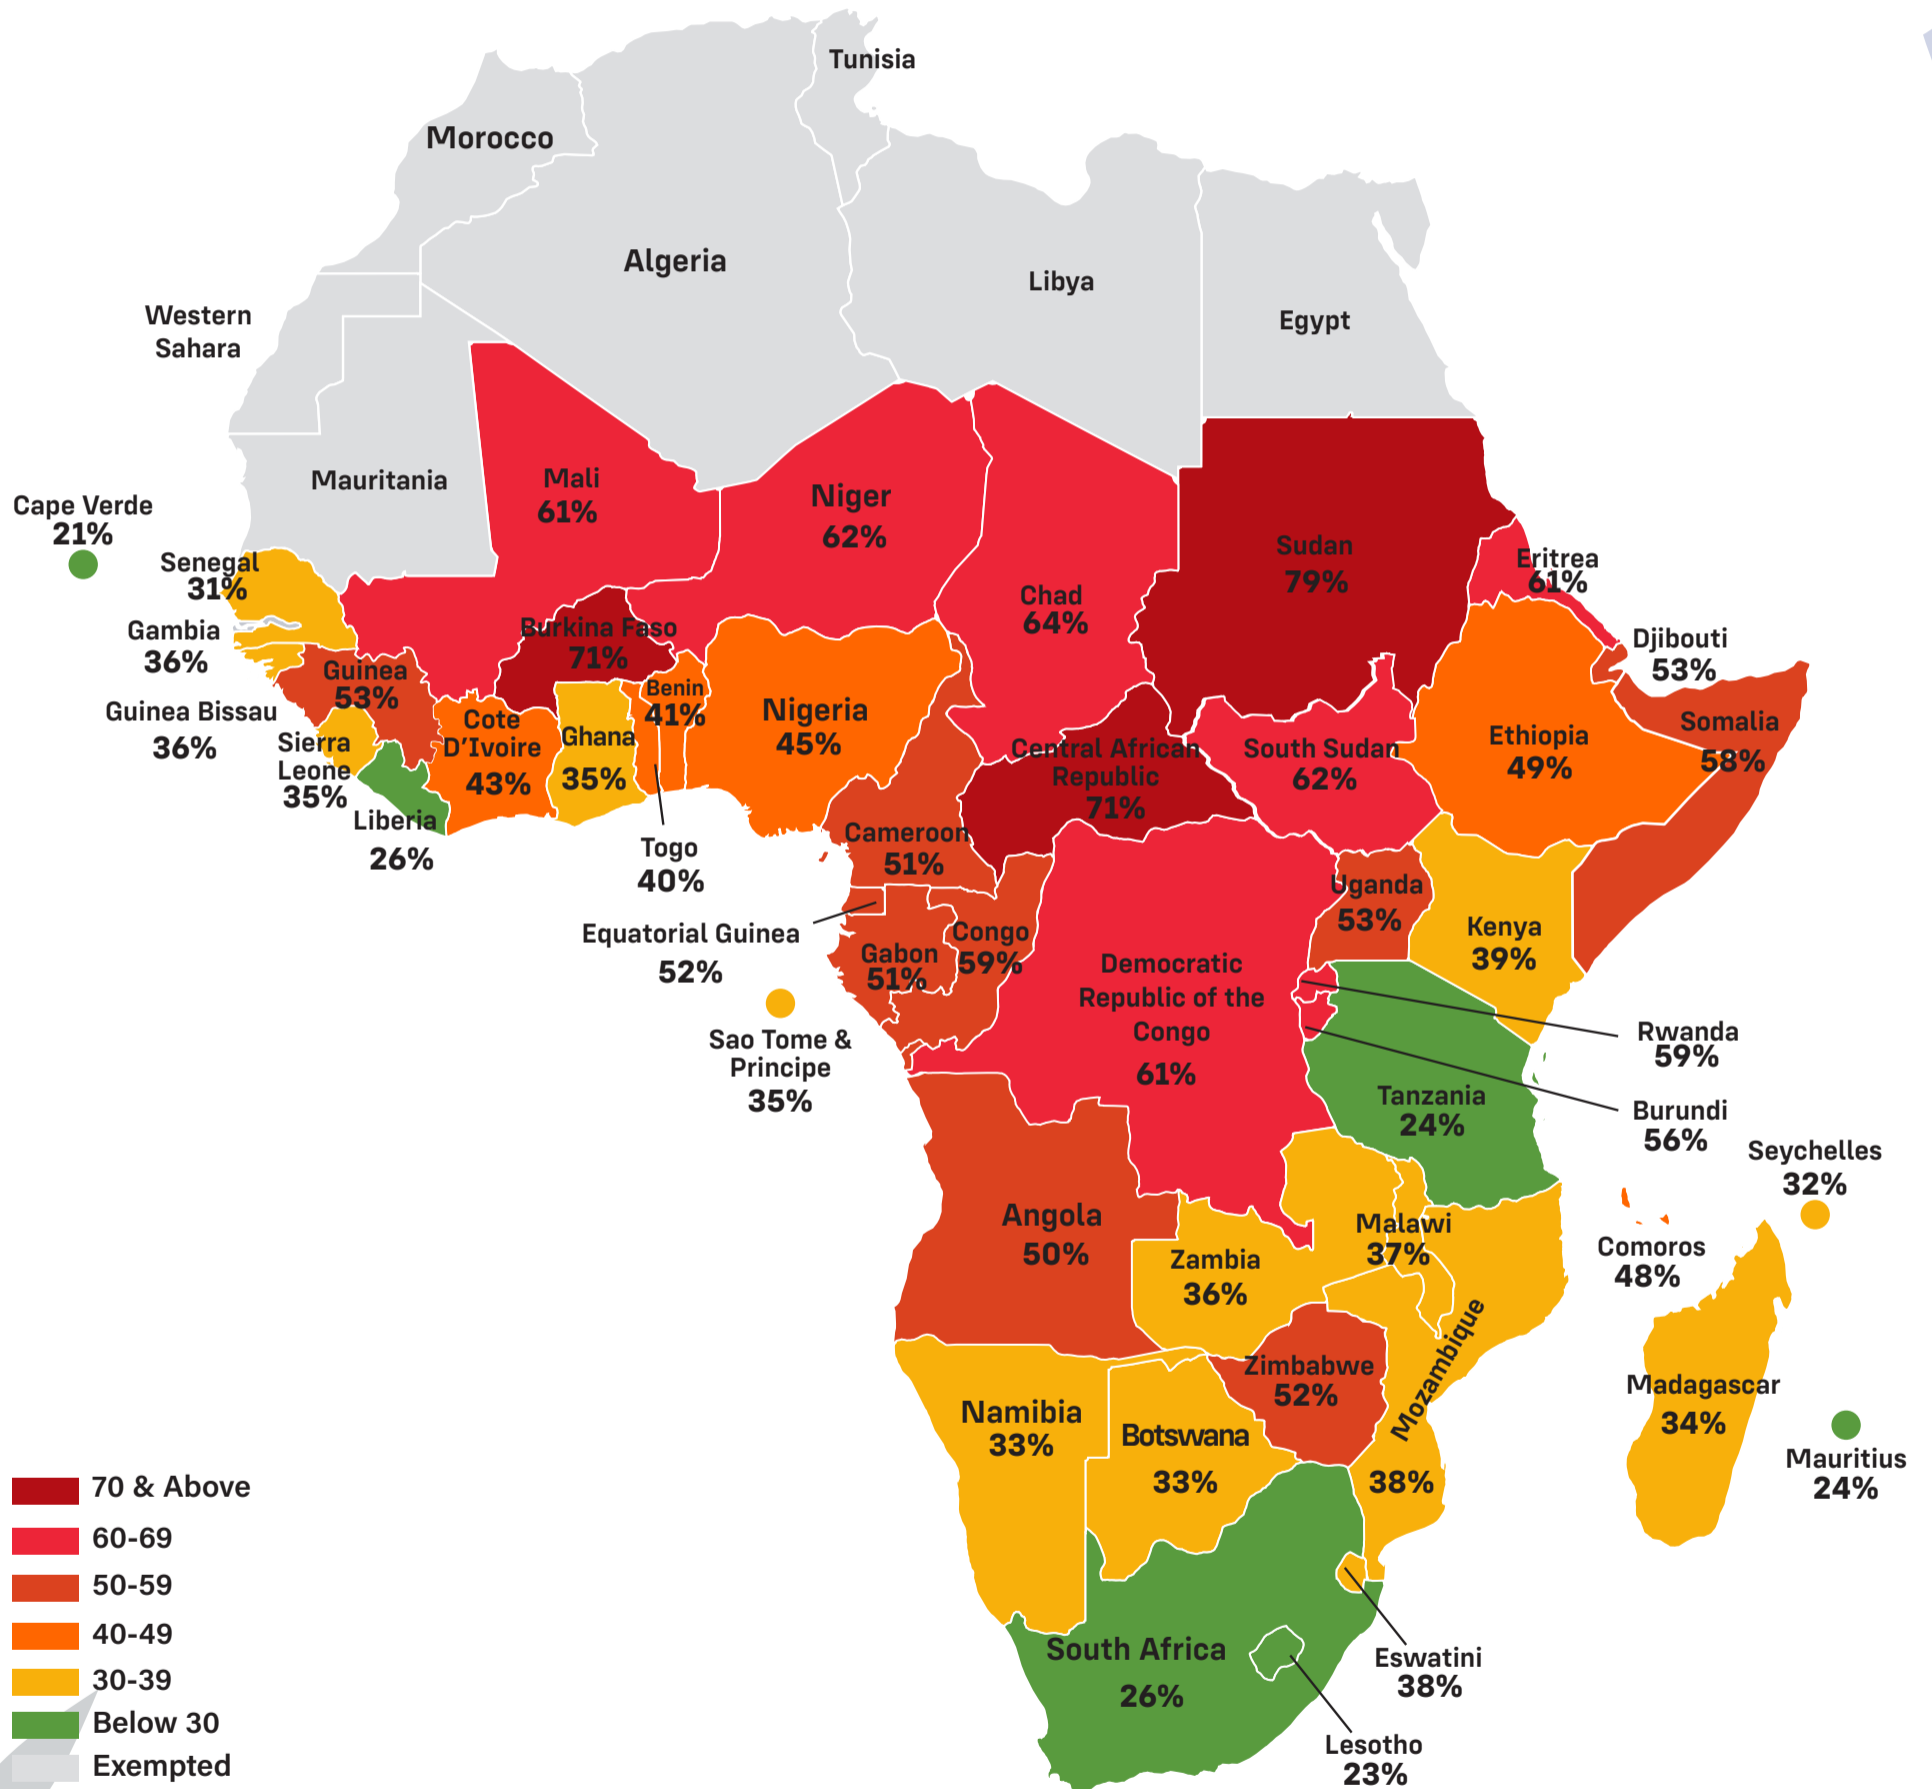 Tunisia
Morocco
Algeria
Libya
Western
Sahara
Egypt
Mauritania
Mali
61%
Niger
62%
Cape Verde
21%
Senegal
31%
Sudan
79%
Eritrea
61%
Chad
64%
Gambia
36%
Burkina Faso
71%
Djibouti
53%
Guinea
53%
Benin
41%
Guinea Bissau
36%
Nigeria
45%
Cote
D'Ivoire
43%
Ghana
35%
Sierra
Leone
35%
Central African
Republic
71%
South Sudan
62%
Ethiopia
49%
Somalia
58%
Liberia
26%
Togo
40%
Cameroon
51%
Uganda
53%
Kenya
39%
Equatorial Guinea
52%
Gabon
51%
Congo
59%
Democratic
Republic of the
Congo
61%
Sao Tome &
Principe
35%
Rwanda
59%
Tanzania
24%
Burundi
56%
Seychelles
32%
Angola
50%
Zambia
36%
Malawi
37%
Comoros
48%
Mozambique
38%
Zimbabwe
52%
Namibia
33%
Botswana
33%
Madagascar
34%
Mauritius
24%
South Africa
26%
Eswatini
38%
Lesotho
23%
70 & Above
60-69
50-59
40-49
30-39
Below 30
Exempted